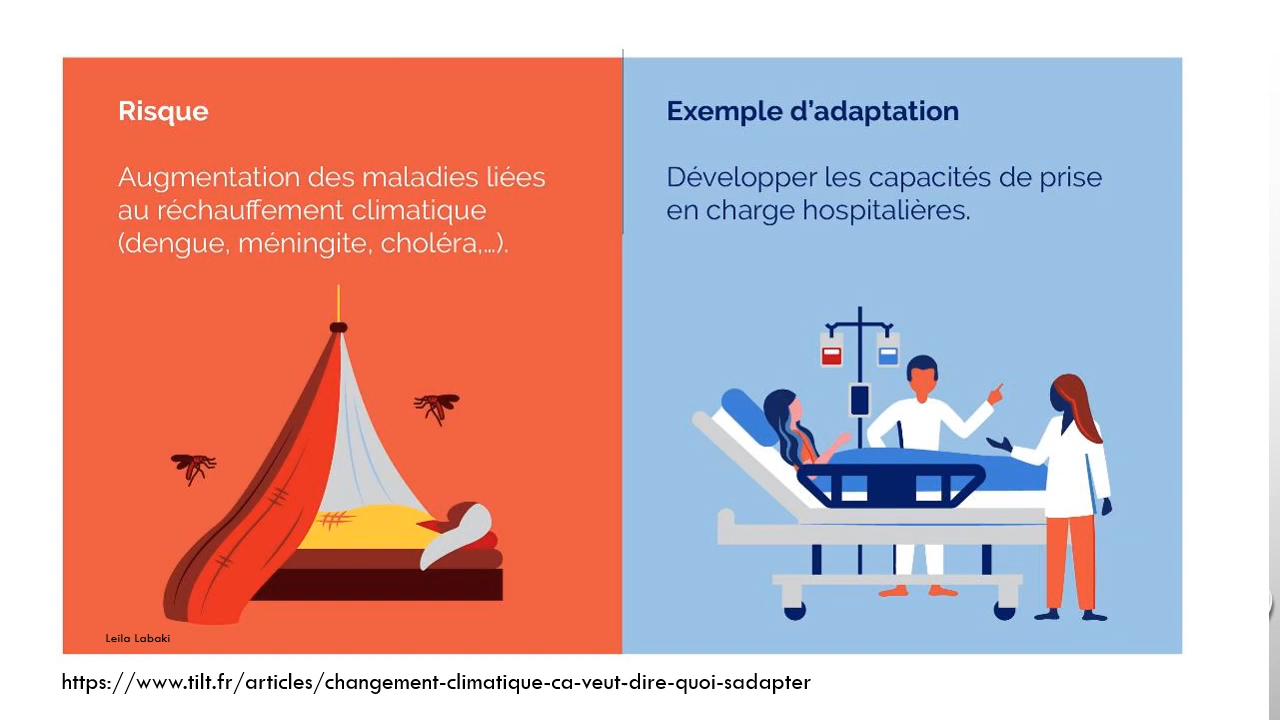 Risque
Augmentation des maladies liées
au réchauffement climatique
(dengue, méningite, choléra,...).
Leila Labaki
Exemple d'adaptation
Développer les capacités de prise
en charge hospitalières.
https://www.tilt.fr/articles/changement-climatique-ca-veut-dire-quoi-sadapter